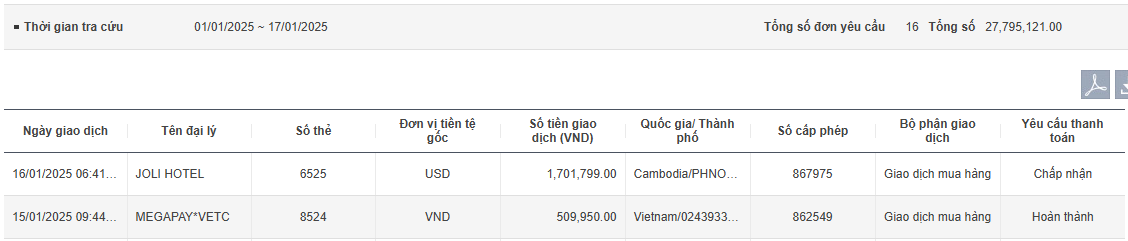 Thời gian tra cứu 01/01/2025 ~ 17/01/2025 Tổng số đơn yêu cầu 16 Tổng số 27,795,121.00
Ngày giao dịch Tên đại lý Số thẻ Đơn vị tiền tệ gốc Số tiền giao dịch (VND) Quốc gia/ Thành phố Số cấp phép Bộ phận giao dịch Yêu cầu thanh toán
16/01/2025 06:41... JOLI HOTEL 6525 USD 1,701,799.00 Cambodia/PHNO... 867975 Giao dịch mua hàng Chấp nhận
15/01/2025 09:44... MEGAPAY*VETC 8524 VND 509,950.00 Vietnam/0243933... 862549 Giao dịch mua hàng Hoàn thành